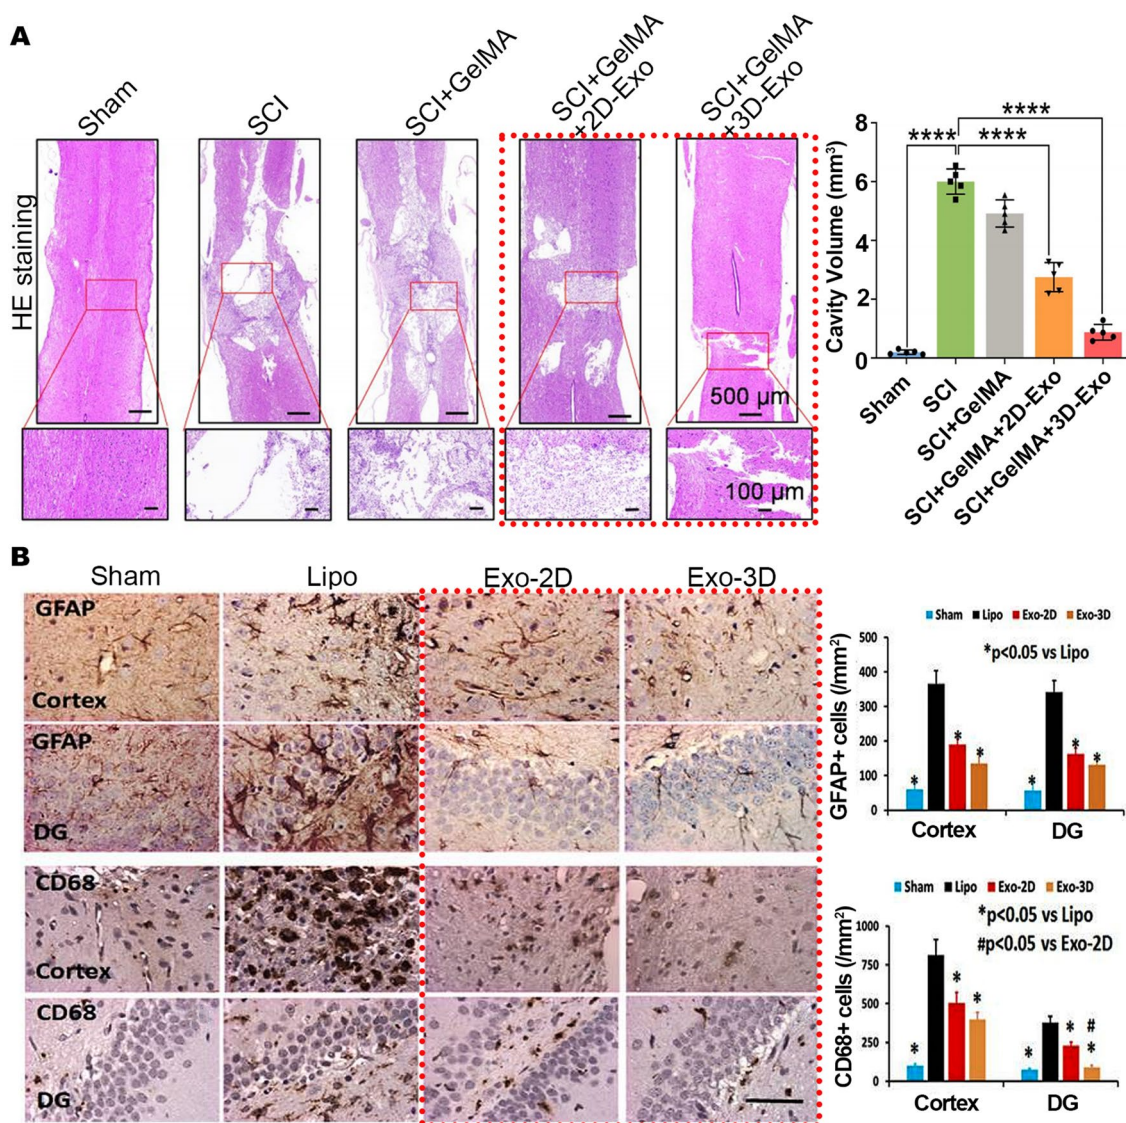 A
Sham
SCI
SCI+GelMA
SCI+GelMA
+2D-Exo
SCI+GelMA
+3D-Exo
HE staining
500 µm
100 µm
Cavity Volume (mm³)
8
6
4
2
0
****
****
****
Sham
SCI
SCI+GelMA
SCI+GelMA+2D-Exo
SCI+GelMA+3D-Exo
B
Sham
Lipo
Exo-2D
Exo-3D
GFAP
Cortex
GFAP
DG
CD68
Cortex
CD68
DG
Sham Lipo Exo-2D Exo-3D
*p<0.05 vs Lipo
GFAP+ cells (/mm²)
500
400
300
200
100
0
* * * * * *
Cortex DG
Sham Lipo Exo-2D Exo-3D
*p<0.05 vs Lipo
#p<0.05 vs Exo-2D
CD68+ cells (/mm²)
1000
750
500
250
0
* * * * * # *
Cortex DG